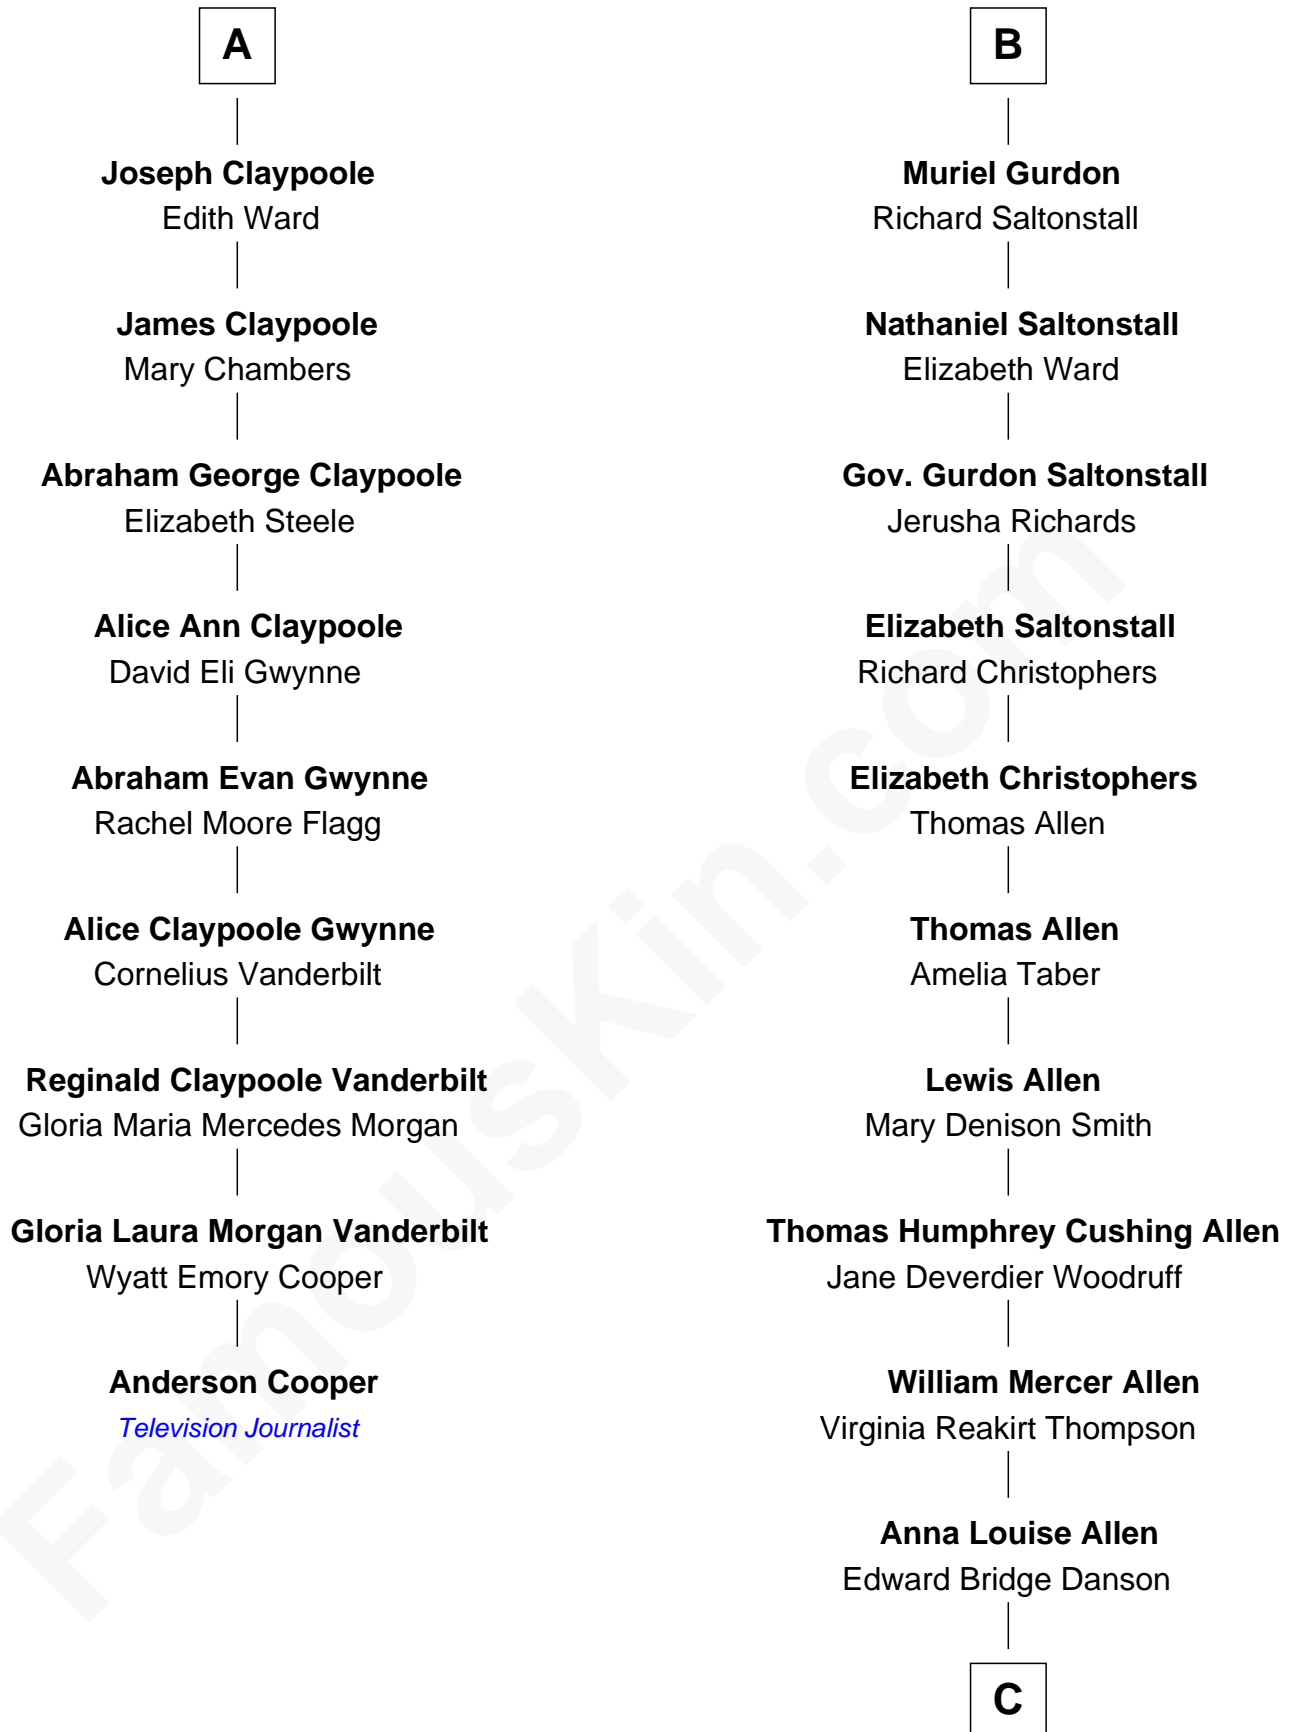 A
Joseph Claypoole
Edith Ward
James Claypoole
Mary Chambers
Abraham George Claypoole
Elizabeth Steele
Alice Ann Claypoole
David Eli Gwynne
Abraham Evan Gwynne
Rachel Moore Flagg
Alice Claypoole Gwynne
Cornelius Vanderbilt
Reginald Claypoole Vanderbilt
Gloria Maria Mercedes Morgan
Gloria Laura Morgan Vanderbilt
Wyatt Emory Cooper
Anderson Cooper
Television Journalist
B
Muriel Gurdon
Richard Saltonstall
Nathaniel Saltonstall
Elizabeth Ward
Gov. Gurdon Saltonstall
Jerusha Richards
Elizabeth Saltonstall
Richard Christophers
Elizabeth Christophers
Thomas Allen
Thomas Allen
Amelia Taber
Lewis Allen
Mary Denison Smith
Thomas Humphrey Cushing Allen
Jane Deverdier Woodruff
William Mercer Allen
Virginia Reakirt Thompson
Anna Louise Allen
Edward Bridge Danson
C
FamousKin.com